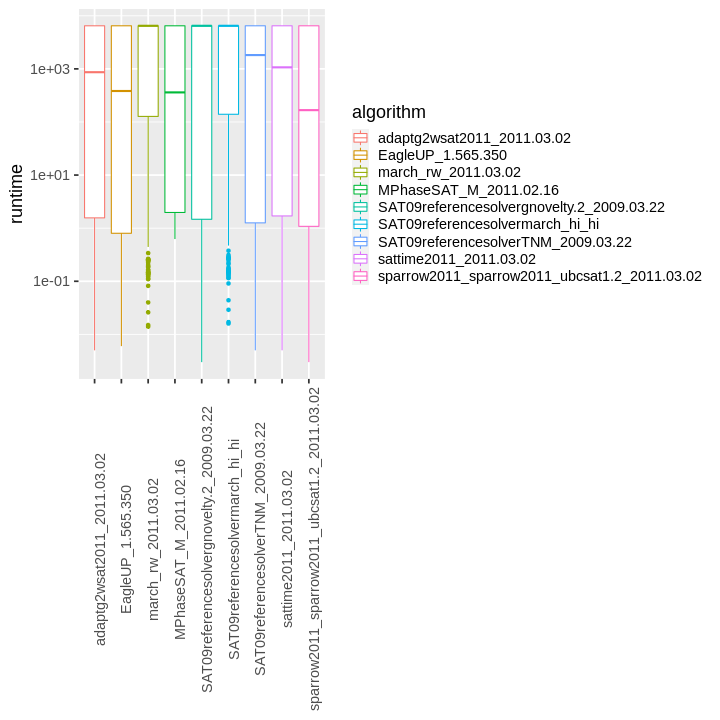 1e+03
1e+01
1e-01
runtime
adaptg2wsat2011_2011.03.02
EagleUP_1.565.350
march_rw_2011.03.02
MPhaseSAT_M_2011.02.16
SAT09referencesolvergnovelty.2_2009.03.22
SAT09referencesolvermarch_hi_hi
SAT09referencesolverTNM_2009.03.22
sattime2011_2011.03.02
sparrow2011_sparrow2011_ubcsat1.2_2011.03.02
algorithm
adaptg2wsat2011_2011.03.02
EagleUP_1.565.350
march_rw_2011.03.02
MPhaseSAT_M_2011.02.16
SAT09referencesolvergnovelty.2_2009.03.22
SAT09referencesolvermarch_hi_hi
SAT09referencesolverTNM_2009.03.22
sattime2011_2011.03.02
sparrow2011_sparrow2011_ubcsat1.2_2011.03.02